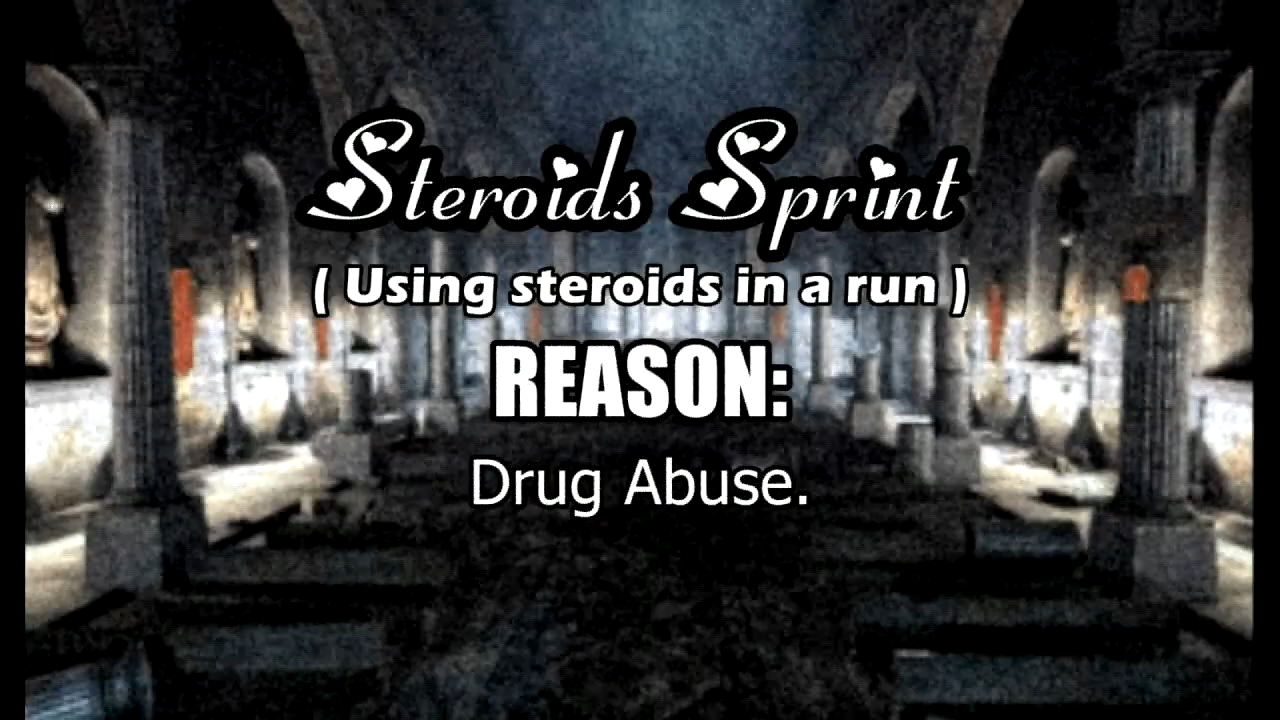 Steroids Sprint
( Using steroids in a run )
REASON:
Drug Abuse.